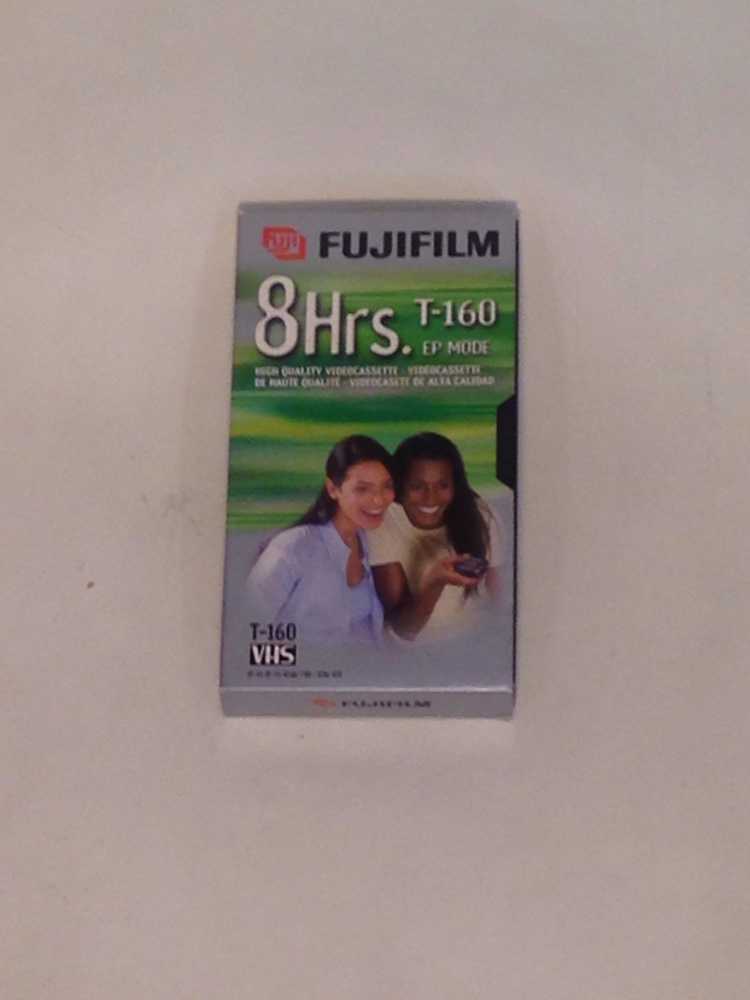 FUJI FUJIFILM
8Hrs. T-160
EP MODE
HIGH QUALITY VIDEOCASSETTE - VIDEOCASSETTE
DE HAUTE QUALITÉ - VIDEOCASETE DE ALTA CALIDAD
T-160
VHS
FUJIFILM